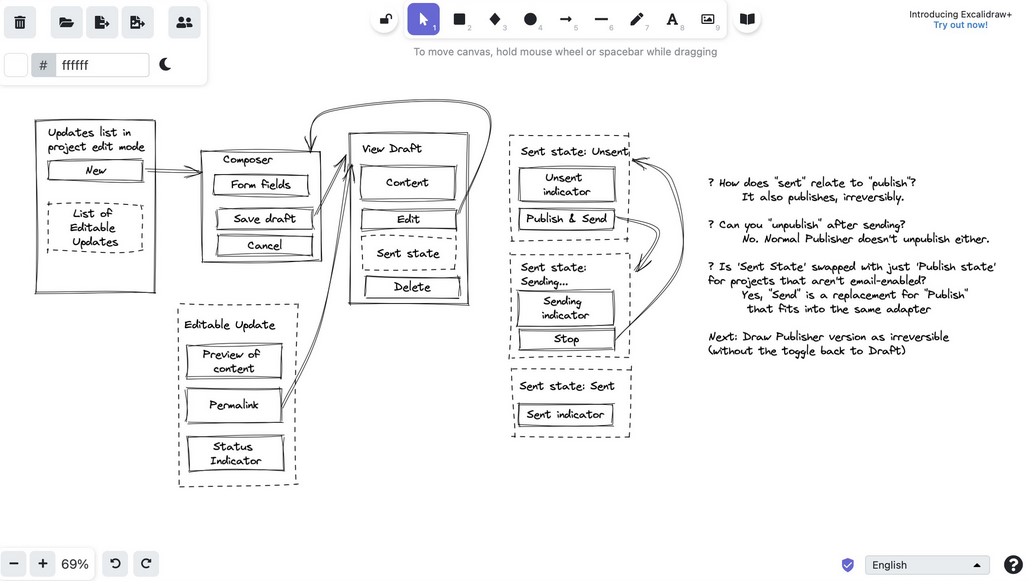 Introducing Excalidraw+
Try out now!
1
2
3
4
5
6
7
A
8
9
# ffffff
To move canvas, hold mouse wheel or spacebar while dragging
Updates list in
project edit mode
New
List of
Editable
Updates
Composer
Form fields
Save draft
Cancel
View Draft
Content
Edit
Sent state
Delete
Editable Update
Preview of
content
Permalink
Status
Indicator
Sent state: Unsent
Unsent
indicator
Publish & Send
Sent state:
Sending...
Sending
indicator
Stop
Sent state: Sent
Sent indicator
? How does "sent" relate to "publish"?
It also publishes, irreversibly.
? Can you "unpublish" after sending?
No. Normal Publisher doesn't unpublish either.
? Is 'Sent State' swapped with just 'Publish state'
for projects that aren't email-enabled?
Yes, "Send" is a replacement for "Publish"
that fits into the same adapter
Next: Draw Publisher version as irreversible
(without the toggle back to Draft)
− + 69%
English
?